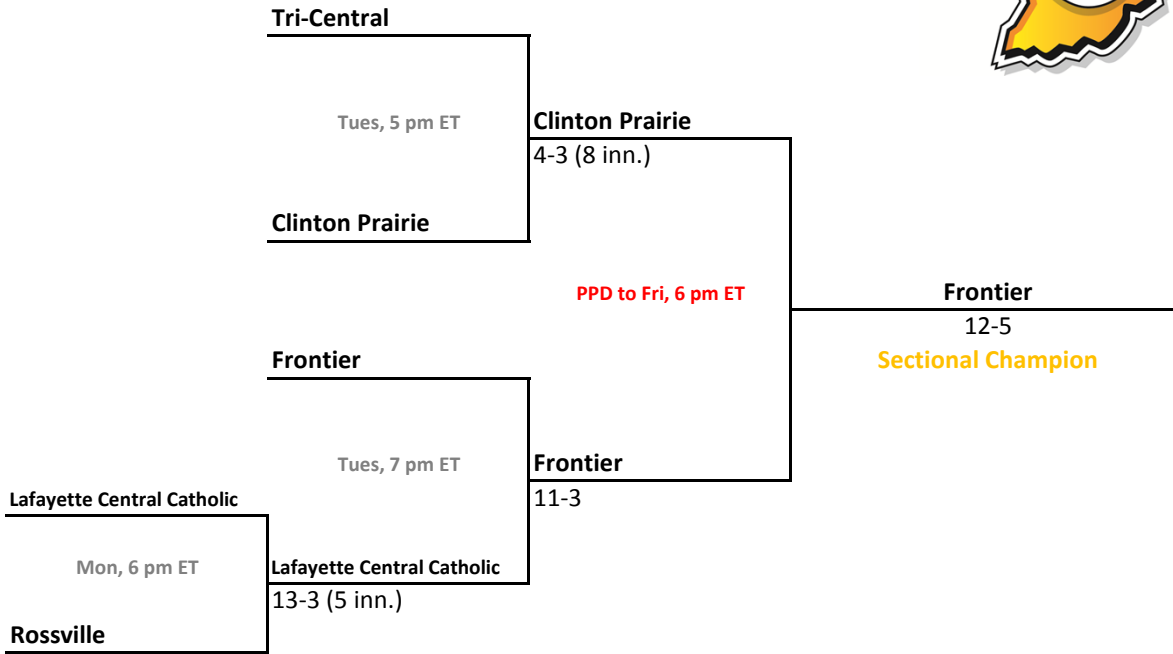 Tri-Central
Tues, 5 pm ET
Clinton Prairie
4-3 (8 inn.)
Clinton Prairie
PPD to Fri, 6 pm ET
Frontier
12-5
Sectional Champion
Frontier
Tues, 7 pm ET
Frontier
11-3
Lafayette Central Catholic
Mon, 6 pm ET
Lafayette Central Catholic
13-3 (5 inn.)
Rossville